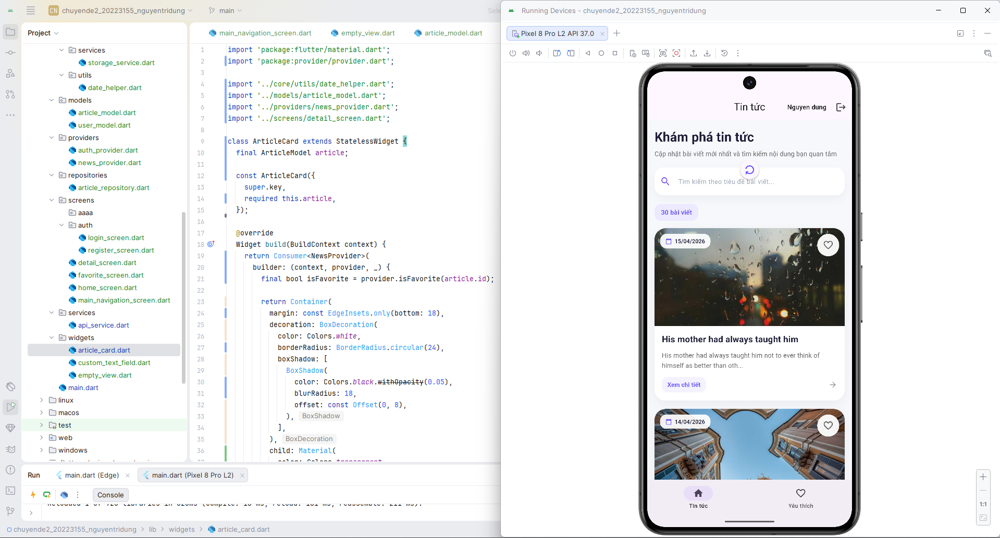 CN chuyende2_20223155_nguyentridung main
Project
services
storage_service.dart
utils
date_helper.dart
models
article_model.dart
user_model.dart
providers
auth_provider.dart
news_provider.dart
repositories
article_repository.dart
screens
aaaa
auth
login_screen.dart
register_screen.dart
detail_screen.dart
favorite_screen.dart
home_screen.dart
main_navigation_screen.dart
services
api_service.dart
widgets
article_card.dart
custom_text_field.dart
empty_view.dart
main.dart
linux
macos
test
web
windows
main_navigation_screen.dart empty_view.dart article_model.dart
1 import 'package:flutter/material.dart';
2 import 'package:provider/provider.dart';
3
4 import '../core/utils/date_helper.dart';
5 import '../models/article_model.dart';
6 import '../providers/news_provider.dart';
7 import '../screens/detail_screen.dart';
8
9 class ArticleCard extends StatelessWidget {
10 final ArticleModel article;
11
12 const ArticleCard({
13 super.key,
14 required this.article,
15 });
16
17 @override
18 Widget build(BuildContext context) {
19 return Consumer<NewsProvider>(
20 builder: (context, provider, _) {
21 final bool isFavorite = provider.isFavorite(article.id);
22
23 return Container(
24 margin: const EdgeInsets.only(bottom: 18),
25 decoration: BoxDecoration(
26 color: Colors.white,
27 borderRadius: BorderRadius.circular(24),
28 boxShadow: [
29 BoxShadow(
30 color: Colors.black.withOpacity(0.05),
31 blurRadius: 18,
32 offset: const Offset(0, 8),
33 ), BoxShadow
34 ],
35 ), BoxDecoration
36 child: Material(
color: Colors.transparent
Run main.dart (Edge) main.dart (Pixel 8 Pro L2)
Console
chuyende2_20223155_nguyentridung > lib > widgets > article_card.dart
Running Devices - chuyende2_20223155_nguyentridung
Pixel 8 Pro L2 API 37.0
Tin tức Nguyen dung
Khám phá tin tức
Cập nhật bài viết mới nhất và tìm kiếm nội dung bạn quan tâm
Tìm kiếm theo tiêu đề bài viết...
30 bài viết
15/04/2026
His mother had always taught him
His mother had always taught him not to ever think of
himself as better than oth...
Xem chi tiết
14/04/2026
Tin tức Yêu thích
1:1